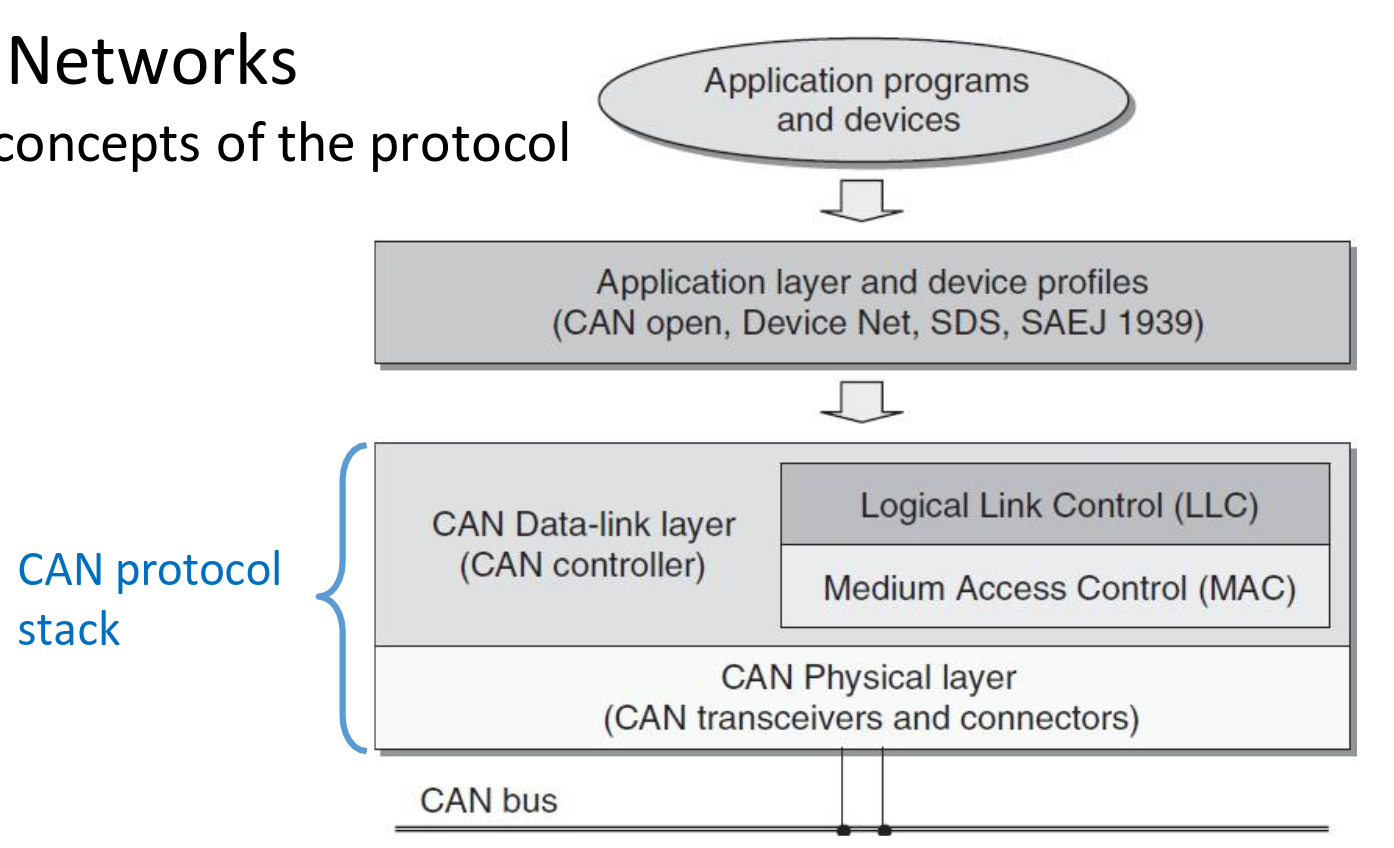 Networks
concepts of the protocol
Application programs
and devices
Application layer and device profiles
(CAN open, Device Net, SDS, SAEJ 1939)
CAN Data-link layer
(CAN controller)
Logical Link Control (LLC)
Medium Access Control (MAC)
CAN protocol
stack
CAN Physical layer
(CAN transceivers and connectors)
CAN bus